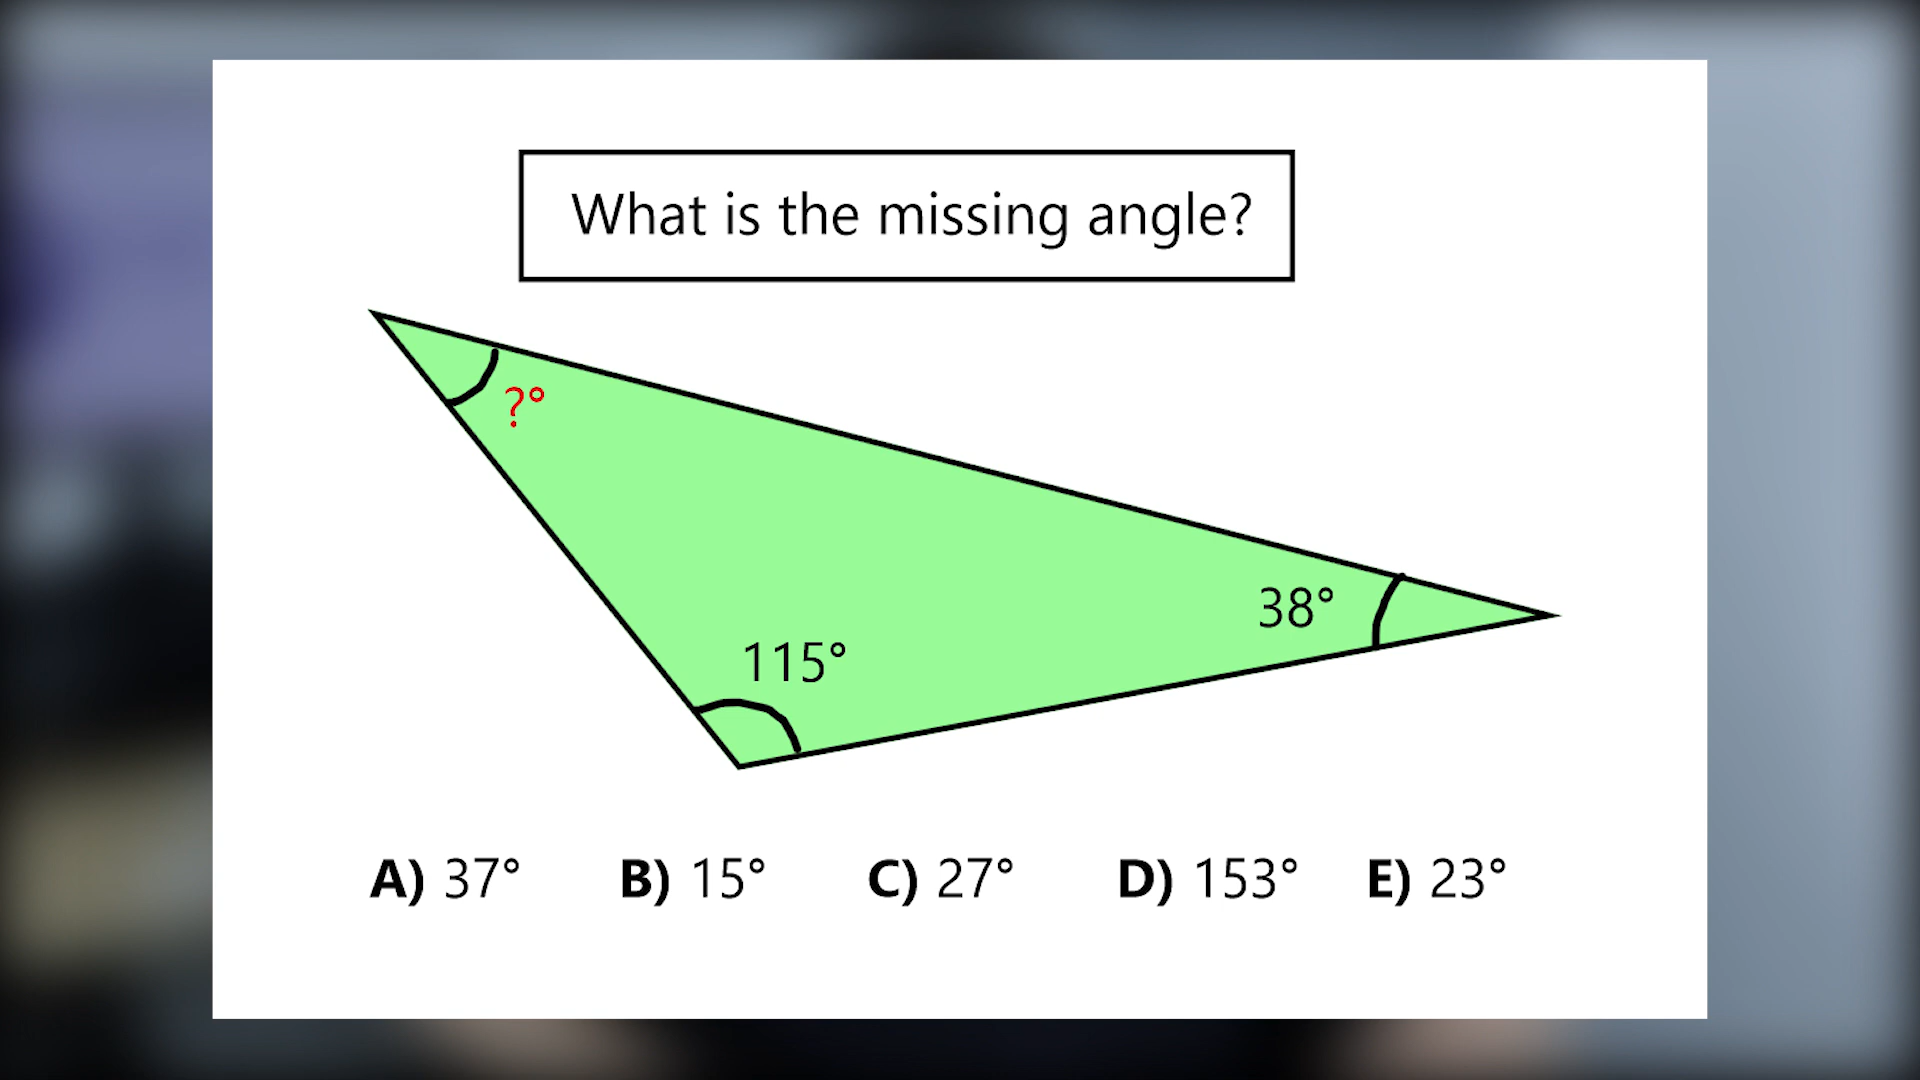 What is the missing angle?
?°
38°
115°
A) 37° B) 15° C) 27° D) 153° E) 23°